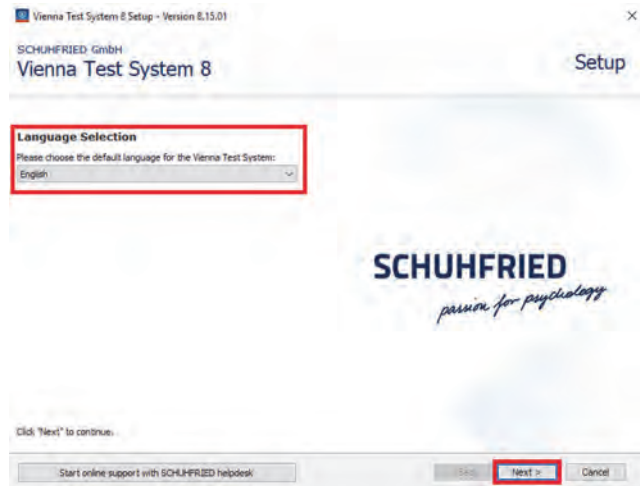 Vienna Test System 8 Setup - Version 8.15.01
SCHUHFRIED GmbH
Vienna Test System 8
Setup
Language Selection
Please choose the default language for the Vienna Test System:
English
SCHUHFRIED
passion for psychology
Click "Next" to continue.
Start online support with SCHUHFRIED helpdesk
Next >
Cancel